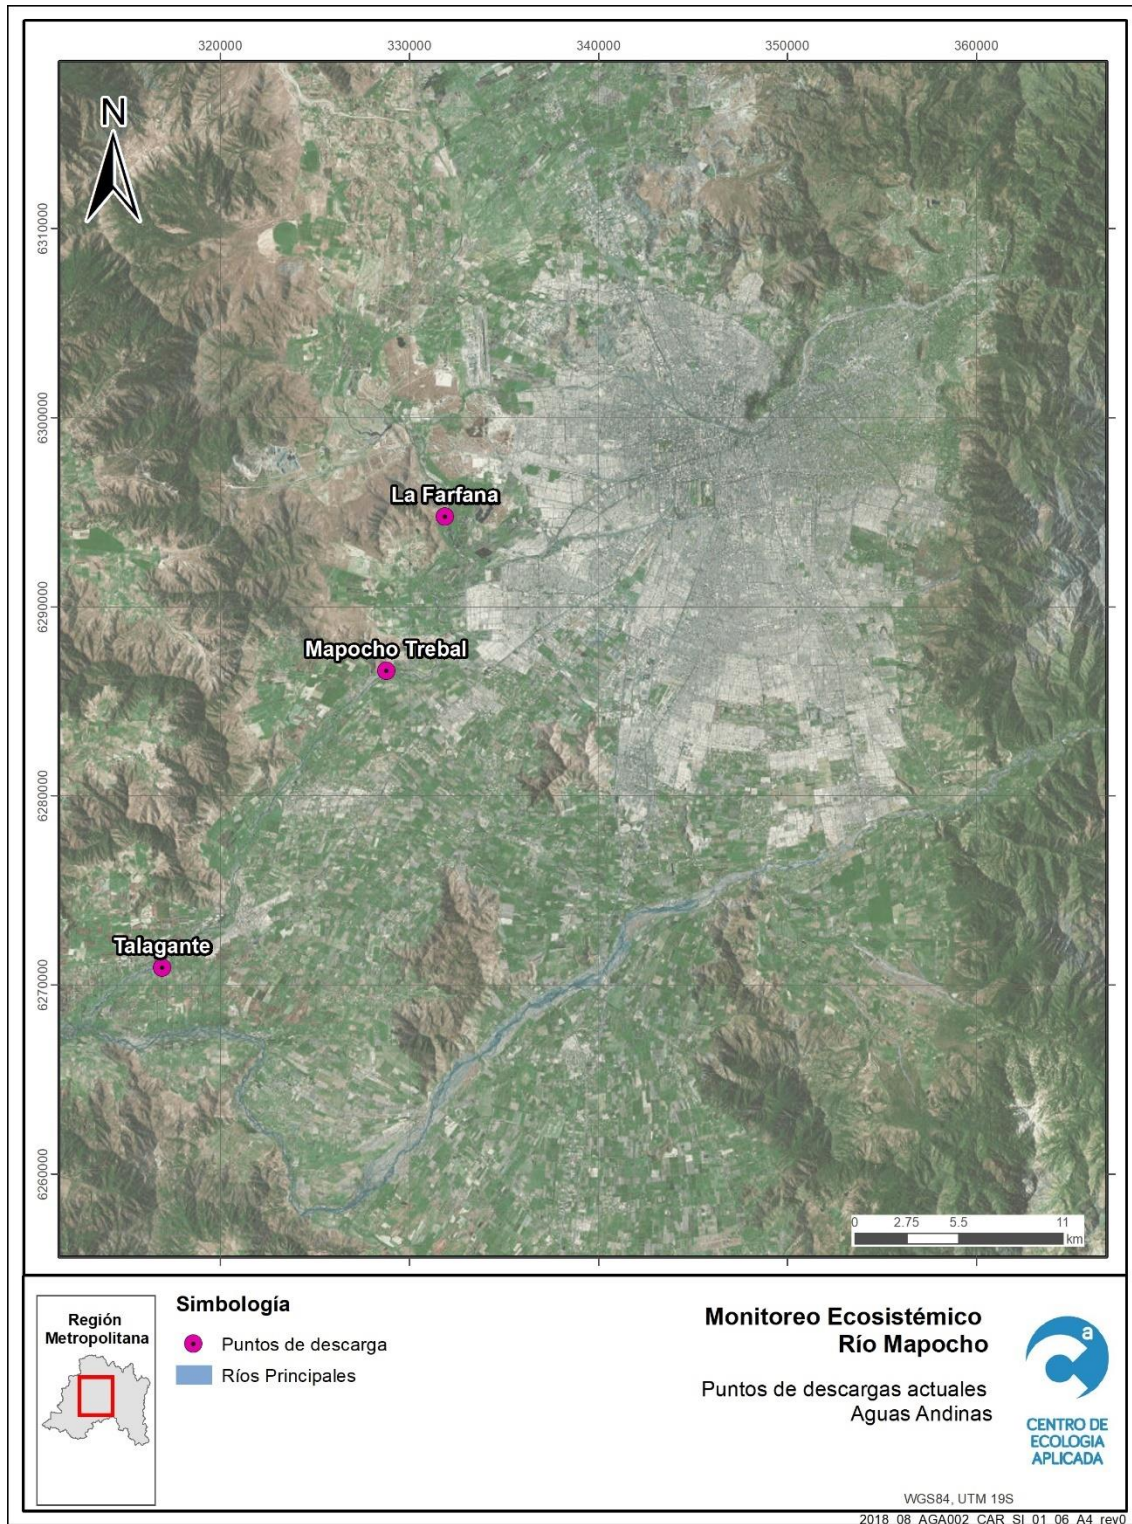 320000
330000
340000
350000
360000
N
6310000
6300000
6290000
6280000
6270000
6260000
La Farfana
Mapocho Trebal
Talagante
0 2.75 5.5 11
km
Región
Metropolitana
Simbología
Puntos de descarga
Ríos Principales
Monitoreo Ecosistémico
Río Mapocho
Puntos de descargas actuales
Aguas Andinas
a
CENTRO DE
ECOLOGIA
APLICADA
WGS84, UTM 19S
2018_08_AGA002_CAR_SI_01_06_A4_rev0